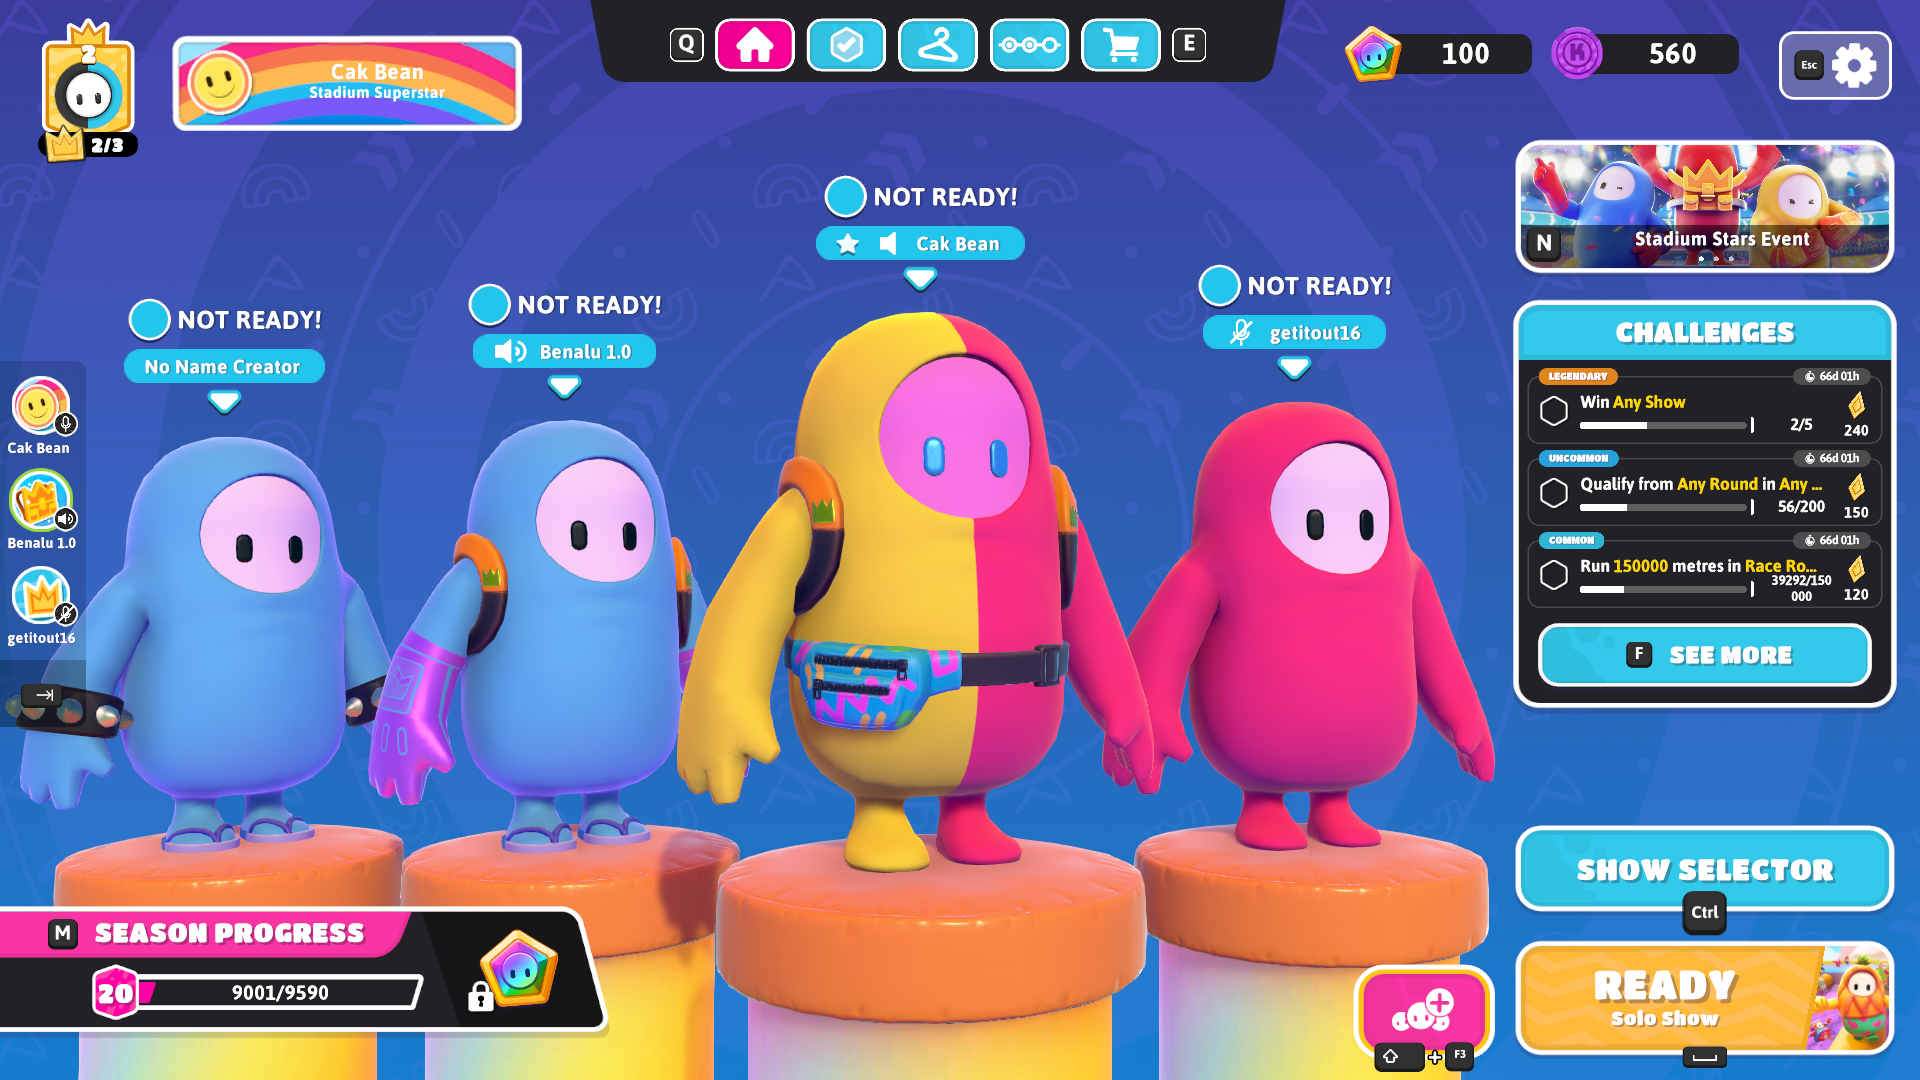 2
2/3
Cak Bean
Stadium Superstar
Q
E
100
K
560
Esc
N
Stadium Stars Event
NOT READY!
Cak Bean
NOT READY!
getitout16
NOT READY!
Benalu 1.0
NOT READY!
No Name Creator
Cak Bean
Benalu 1.0
getitout16
CHALLENGES
LEGENDARY
66d 01h
Win Any Show
2/5
240
UNCOMMON
66d 01h
Qualify from Any Round in Any ...
56/200
150
COMMON
66d 01h
Run 150000 metres in Race Ro...
39292/150
000
120
F SEE MORE
SHOW SELECTOR
Ctrl
READY
Solo Show
M SEASON PROGRESS
20
9001/9590
+ F3